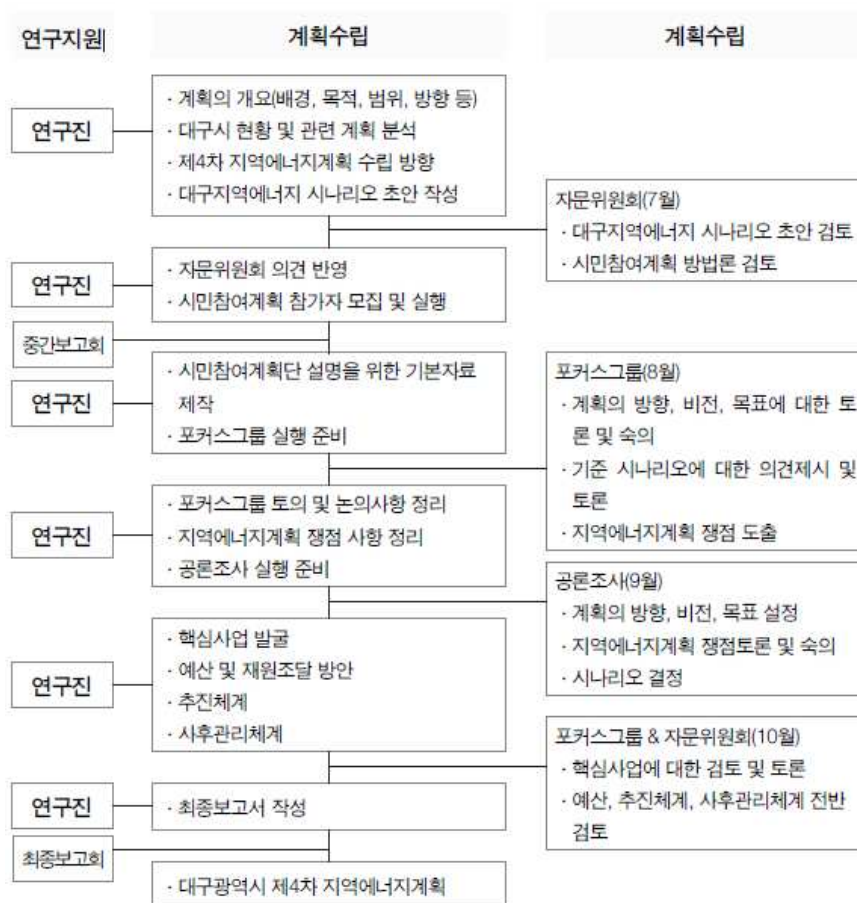 연구지원
계획수립
계획수립
연구진
· 계획의 개요(배경, 목적, 범위, 방향 등)
· 대구시 현황 및 관련 계획 분석
· 제4차 지역에너지계획 수립 방향
· 대구지역에너지 시나리오 초안 작성
자문위원회(7월)
· 대구지역에너지 시나리오 초안 검토
· 시민참여계획 방법론 검토
연구진
· 자문위원회 의견 반영
· 시민참여계획 참가자 모집 및 실행
중간보고회
연구진
· 시민참여계획단 설명을 위한 기본자료
제작
· 포커스그룹 실행 준비
포커스그룹(8월)
· 계획의 방향, 비전, 목표에 대한 토
론 및 숙의
· 기준 시나리오에 대한 의견제시 및
토론
· 지역에너지계획 쟁점 도출
연구진
· 포커스그룹 토의 및 논의사항 정리
· 지역에너지계획 쟁점 사항 정리
· 공론조사 실행 준비
공론조사(9월)
· 계획의 방향, 비전, 목표 설정
· 지역에너지계획 쟁점토론 및 숙의
· 시나리오 결정
연구진
· 핵심사업 발굴
· 예산 및 재원조달 방안
· 추진체계
· 사후관리체계
포커스그룹 & 자문위원회(10월)
· 핵심사업에 대한 검토 및 토론
· 예산, 추진체계, 사후관리체계 전반
검토
연구진
· 최종보고서 작성
최종보고회
· 대구광역시 제4차 지역에너지계획